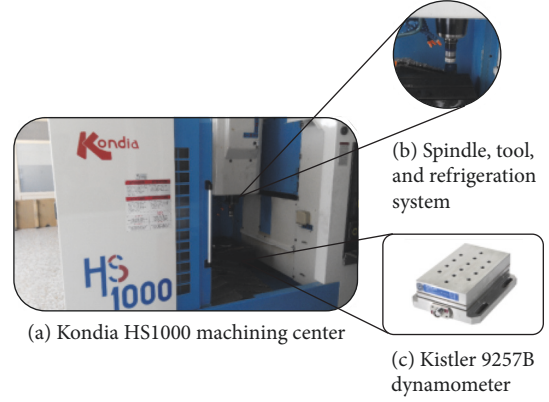 Kondia
HS
1000
(a) Kondia HS1000 machining center
(b) Spindle, tool,
and refrigeration
system
(c) Kistler 9257B
dynamometer